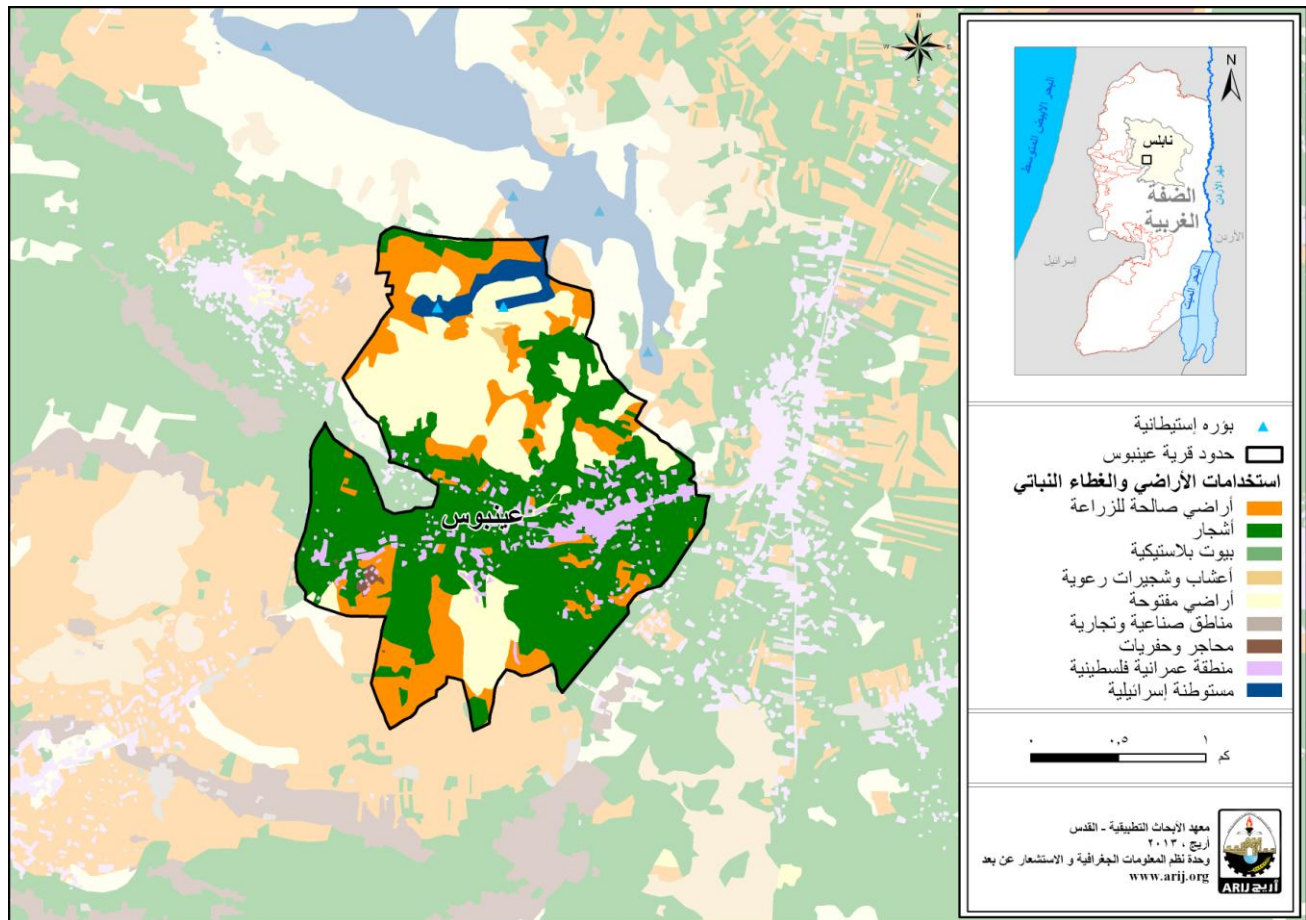 N
W
E
عينبوس
N
البحر الابيض المتوسط
نابلس
الضفة
الغربية
نهر الأردن
الأردن
إسرائيل
البحر الميت
بؤره إستيطانية
حدود قرية عينبوس
استخدامات الأراضي والغطاء النباتي
أراضي صالحة للزراعة
أشجار
بيوت بلاستيكية
أعشاب وشجيرات رعوية
أراضي مفتوحة
مناطق صناعية وتجارية
محاجر وحفريات
منطقة عمرانية فلسطينية
مستوطنة إسرائيلية
٠ ٠,٥ ١
كم
معهد الأبحاث التطبيقية - القدس
أريج ، ٢٠١٣
وحدة نظم المعلومات الجغرافية و الاستشعار عن بعد
www.arij.org
ARIJ أريج